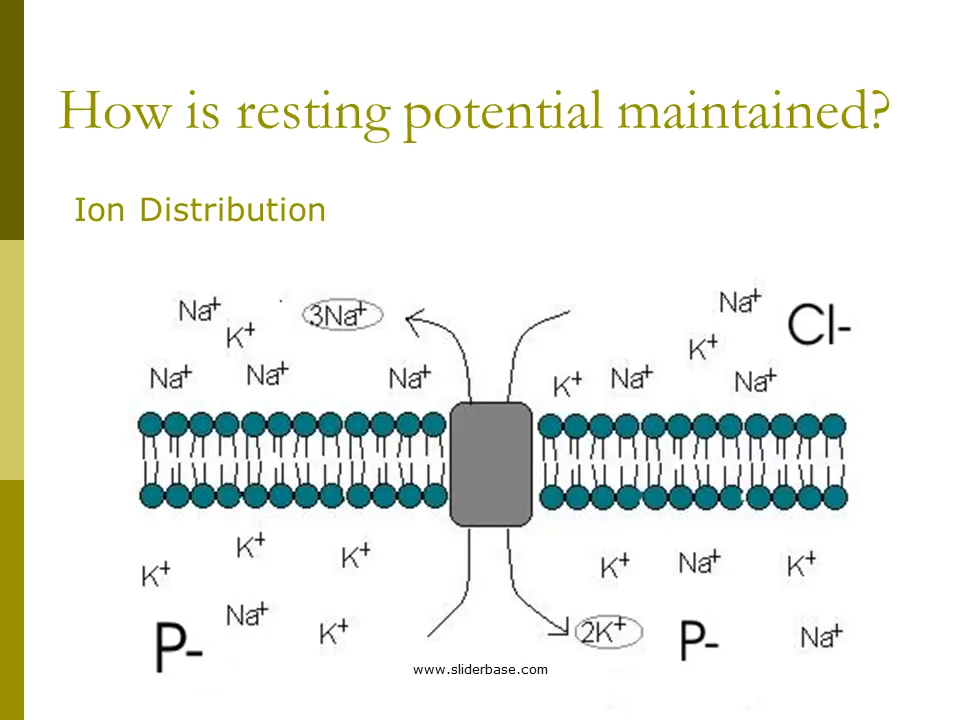 How is resting potential maintained?
Ion Distribution
Na+ 3Na+ Na+ Cl-
K+ K+
Na+ Na+ Na+ K+ Na+ Na+
K+ K+ K+ K+ Na+ K+
P- Na+ K+ 2K+ P- Na+
www.sliderbase.com